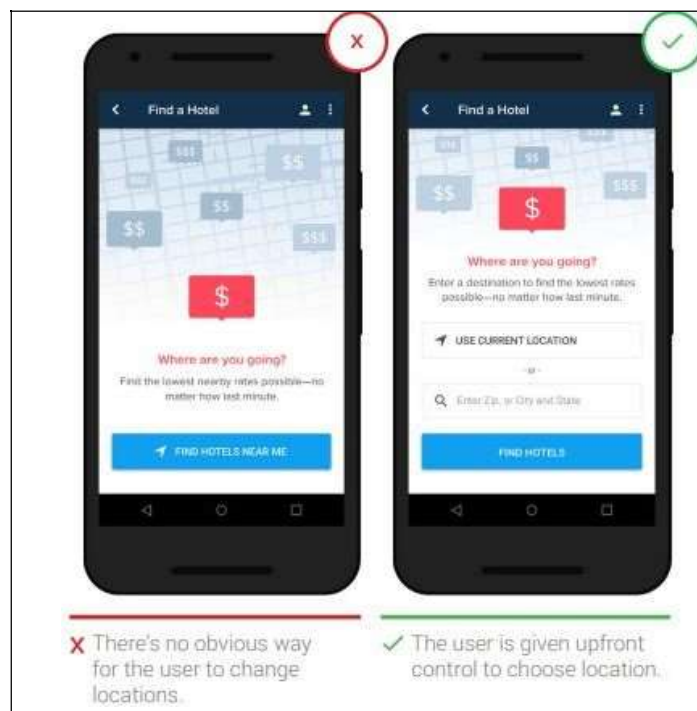 X
✓
Find a Hotel
$$$
$$
$$
$$
$$$
$
Where are you going?
Find the lowest nearby rates possible—no
matter how last minute.
FIND HOTELS NEAR ME
Find a Hotel
$$$
$$
$$
$$$
$
Where are you going?
Enter a destination to find the lowest rates
possible—no matter how last minute.
USE CURRENT LOCATION
- or -
Enter Zip, or City and State
FIND HOTELS
X There's no obvious way
for the user to change
locations.
✓ The user is given upfront
control to choose location.